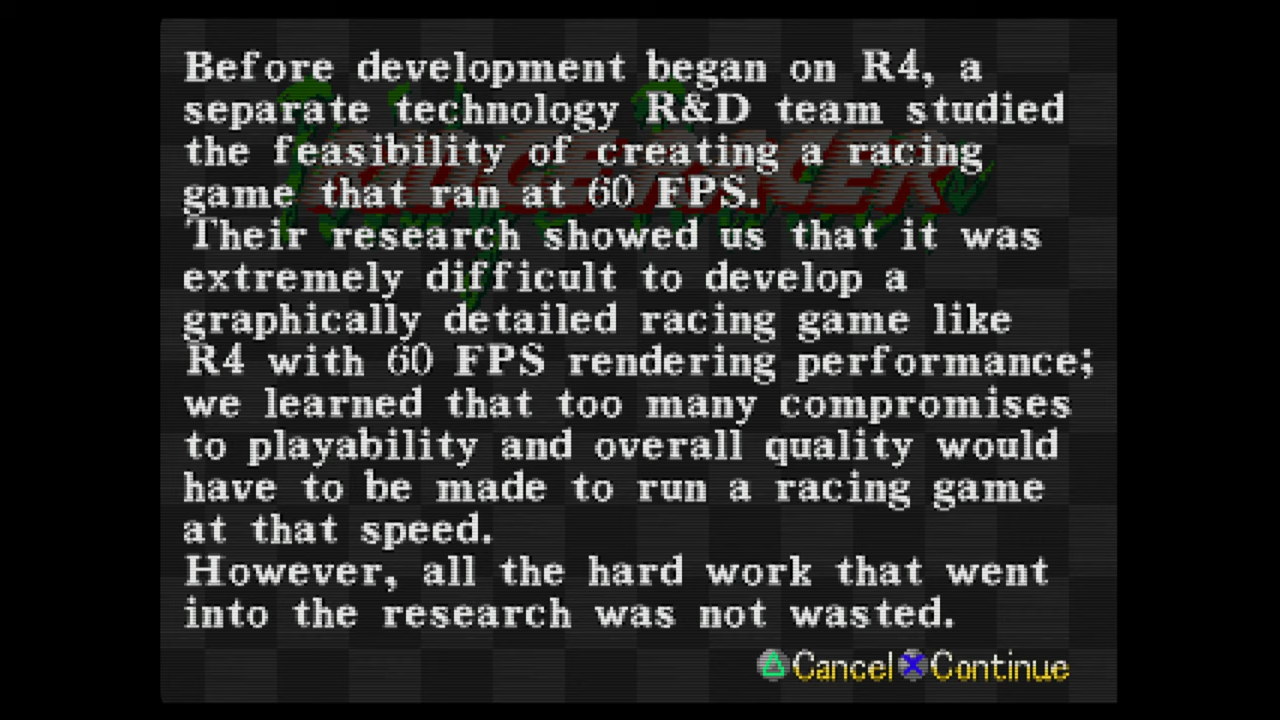 Before development began on R4, a
separate technology R&D team studied
the feasibility of creating a racing
game that ran at 60 FPS.
Their research showed us that it was
extremely difficult to develop a
graphically detailed racing game like
R4 with 60 FPS rendering performance;
we learned that too many compromises
to playability and overall quality would
have to be made to run a racing game
at that speed.
However, all the hard work that went
into the research was not wasted.
Cancel Continue